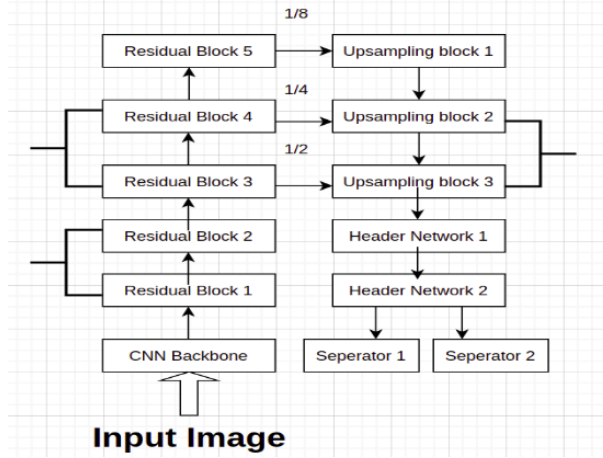 1/8
Residual Block 5
Upsampling block 1
1/4
Residual Block 4
Upsampling block 2
1/2
Residual Block 3
Upsampling block 3
Residual Block 2
Header Network 1
Residual Block 1
Header Network 2
CNN Backbone
Seperator 1
Seperator 2
Input Image